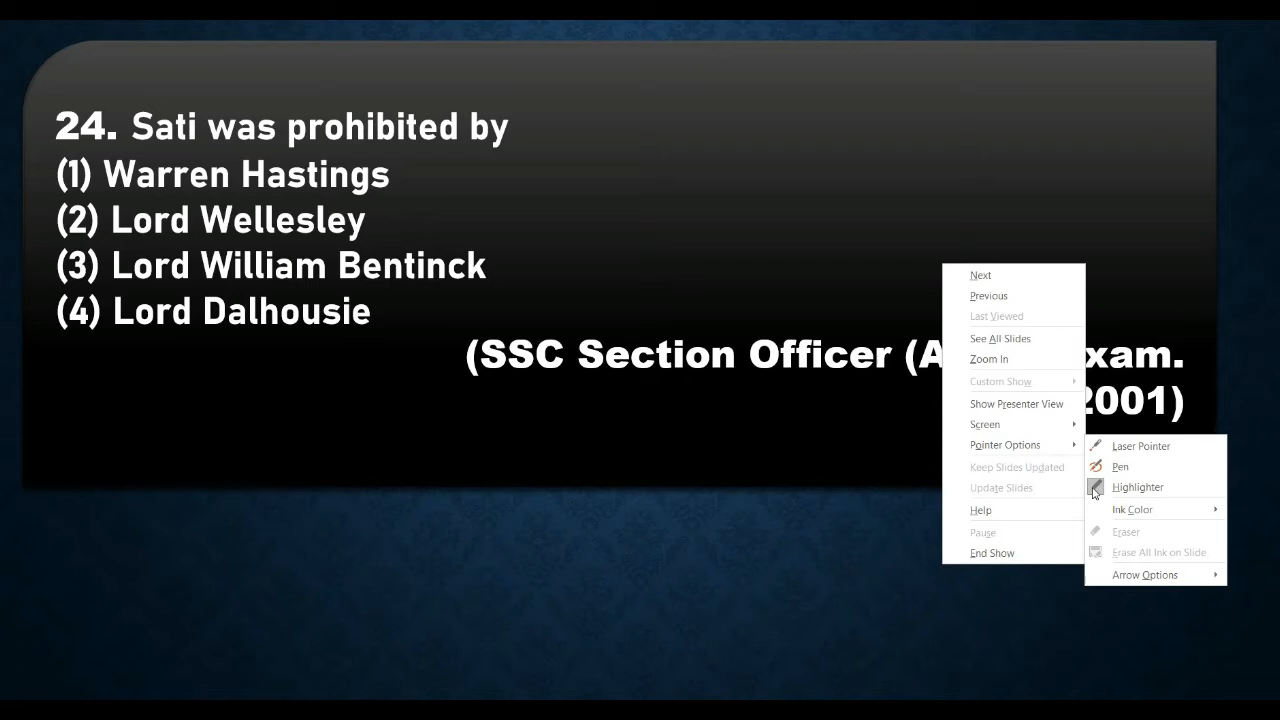 24. Sati was prohibited by
(1) Warren Hastings
(2) Lord Wellesley
(3) Lord William Bentinck
(4) Lord Dalhousie
(SSC Section Officer (A xam.
2001)
Next
Previous
Last Viewed
See All Slides
Zoom In
Custom Show
Show Presenter View
Screen
Pointer Options
Keep Slides Updated
Update Slides
Help
Pause
End Show
Laser Pointer
Pen
Highlighter
Ink Color
Eraser
Erase All Ink on Slide
Arrow Options